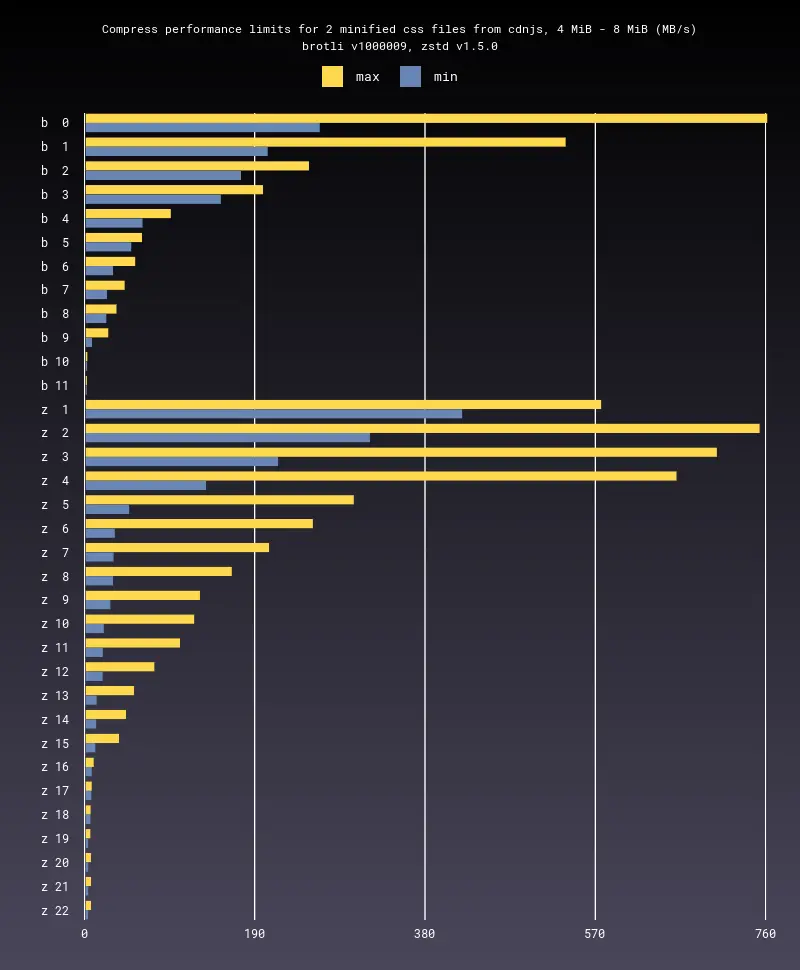 Compress performance limits for 2 minified css files from cdnjs, 4 MiB - 8 MiB (MB/s)
brotli v1000009, zstd v1.5.0
max min
b 0
b 1
b 2
b 3
b 4
b 5
b 6
b 7
b 8
b 9
b 10
b 11
z 1
z 2
z 3
z 4
z 5
z 6
z 7
z 8
z 9
z 10
z 11
z 12
z 13
z 14
z 15
z 16
z 17
z 18
z 19
z 20
z 21
z 22
0 190 380 570 760